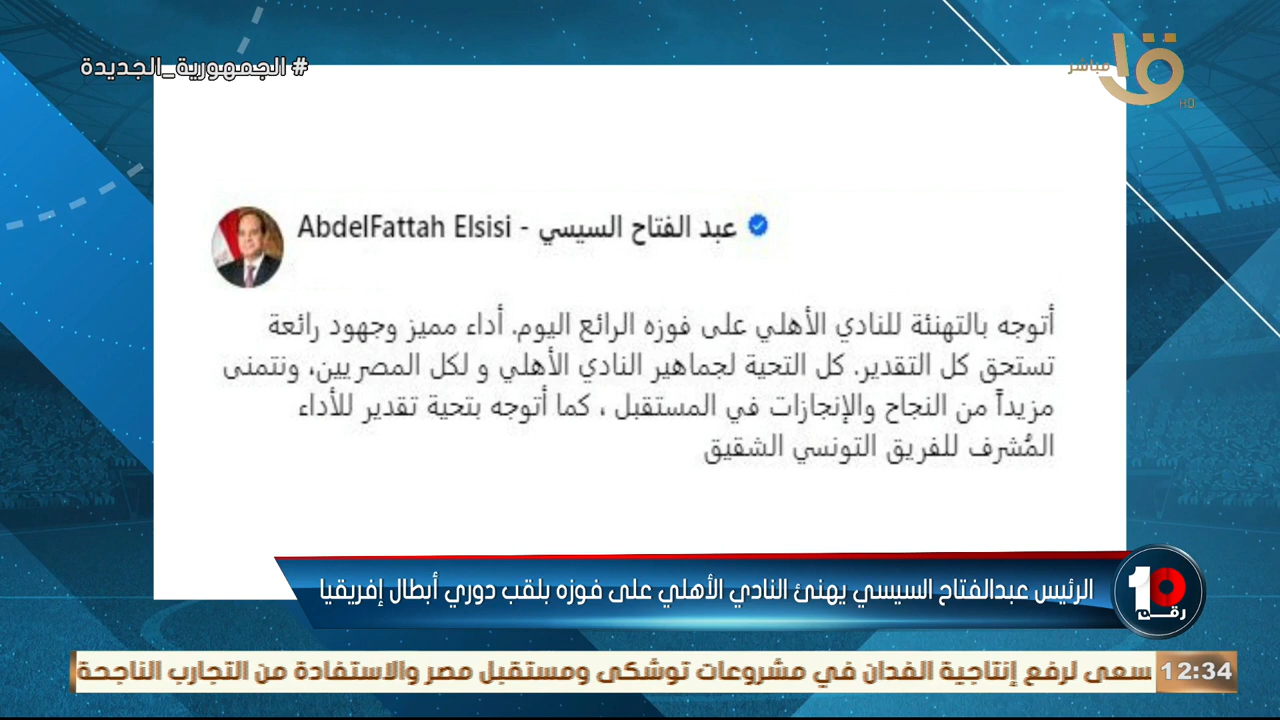 # الجمهورية_الجديدة
مباشر
HD
AbdelFattah Elsisi - عبد الفتاح السيسي
أتوجه بالتهنئة للنادي الأهلي على فوزه الرائع اليوم. أداء مميز وجهود رائعة
تستحق كل التقدير. كل التحية لجماهير النادي الأهلي و لكل المصريين، ونتمنى
مزيداً من النجاح والإنجازات في المستقبل ، كما أتوجه بتحية تقدير للأداء
المُشرف للفريق التونسي الشقيق
الرئيس عبدالفتاح السيسي يهنئ النادي الأهلي على فوزه بلقب دوري أبطال إفريقيا
رقم 10
12:34 سعى لرفع إنتاجية الفدان في مشروعات توشكى ومستقبل مصر والاستفادة من التجارب الناجحة